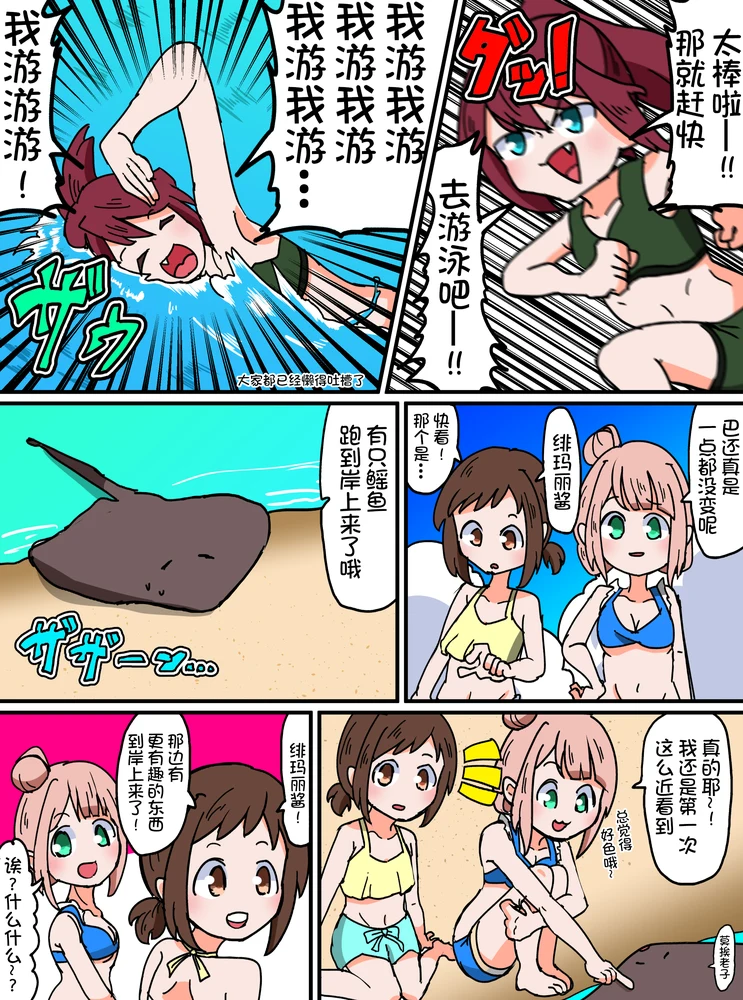 太棒啦ー!!
那就赶快
ダッ!
去游泳吧ー!!
我游我游
我游我游
我游我游…
我游游游!
ザウ
大家都已经懒得吐槽了
巴还真是
一点都没变呢
绯玛丽酱
快看!
那个是…
有只鳐鱼
跑到岸上来了哦
ザザーン…
真的耶~!
我还是第一次
这么近看到
总觉得
好色哦~
莫挨老子
绯玛丽酱!
那边有
更有趣的东西
到岸上来了!
诶?什么什么~?